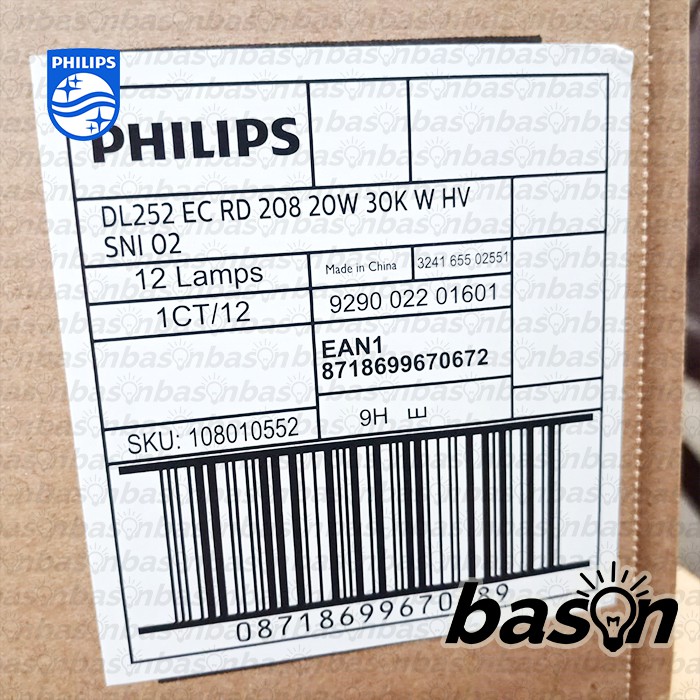 PHILIPS
PHILIPS
DL252 EC RD 208 20W 30K W HV
SNI 02
12 Lamps
Made in China
3241 655 02551
1CT/12
9290 022 01601
EAN1
8718699670672
SKU: 108010552
9H
bason